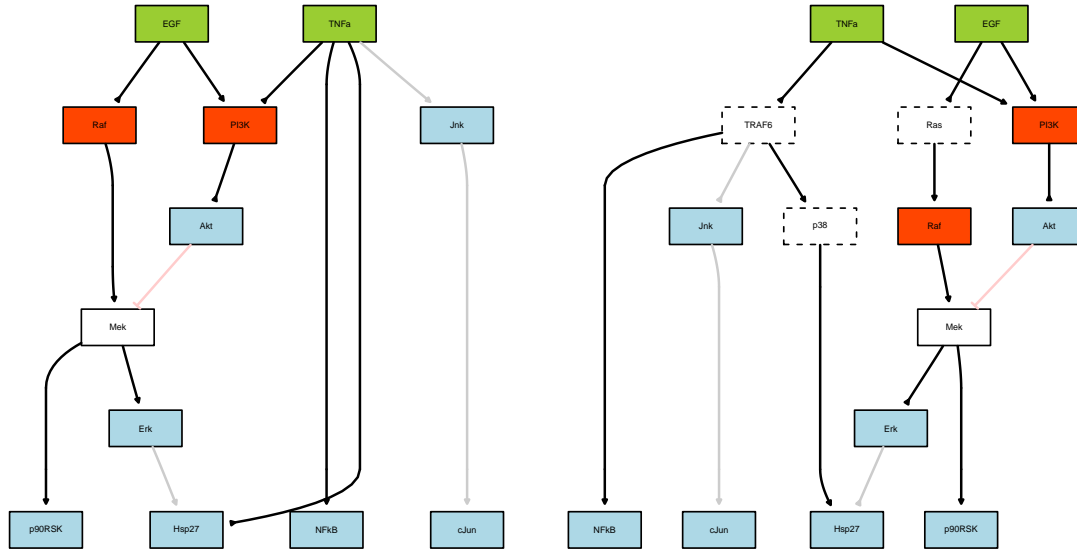 EGF
TNFa
Raf
PI3K
Jnk
Akt
Mek
Erk
p90RSK
Hsp27
NFkB
cJun
TNFa
EGF
TRAF6
Ras
PI3K
Jnk
p38
Raf
Akt
Mek
Erk
NFkB
cJun
Hsp27
p90RSK